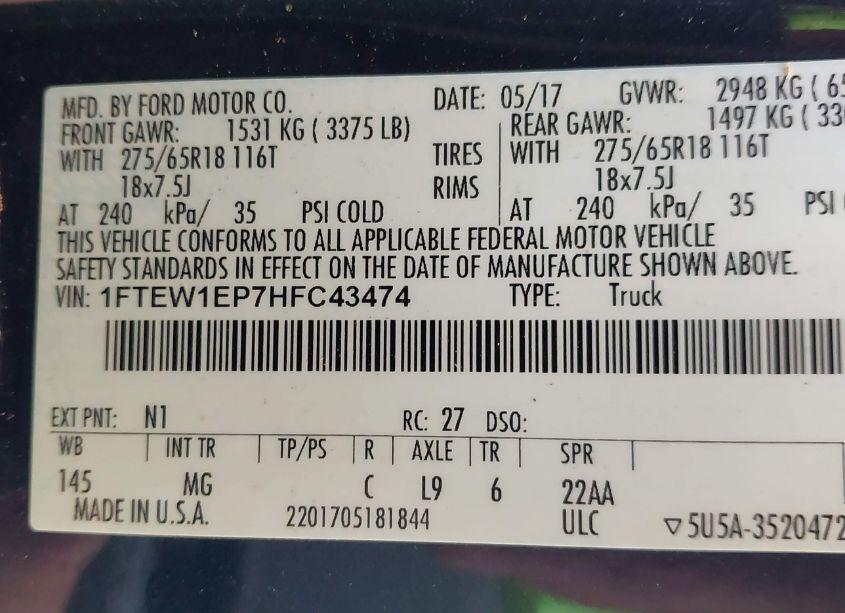 MFD. BY FORD MOTOR CO. DATE: 05/17 GVWR: 2948 KG ( 65
FRONT GAWR: 1531 KG ( 3375 LB) REAR GAWR: 1497 KG ( 330
WITH 275/65R18 116T TIRES WITH 275/65R18 116T
18x7.5J RIMS 18x7.5J
AT 240 kPa/ 35 PSI COLD AT 240 kPa/ 35 PSI
THIS VEHICLE CONFORMS TO ALL APPLICABLE FEDERAL MOTOR VEHICLE
SAFETY STANDARDS IN EFFECT ON THE DATE OF MANUFACTURE SHOWN ABOVE.
VIN: 1FTEW1EP7HFC43474 TYPE: Truck
EXT PNT: N1 RC: 27 DSO:
WB INT TR TP/PS R AXLE TR SPR
145 MG C L9 6 22AA
MADE IN U.S.A. 2201705181844 ULC ▽5U5A-3520472